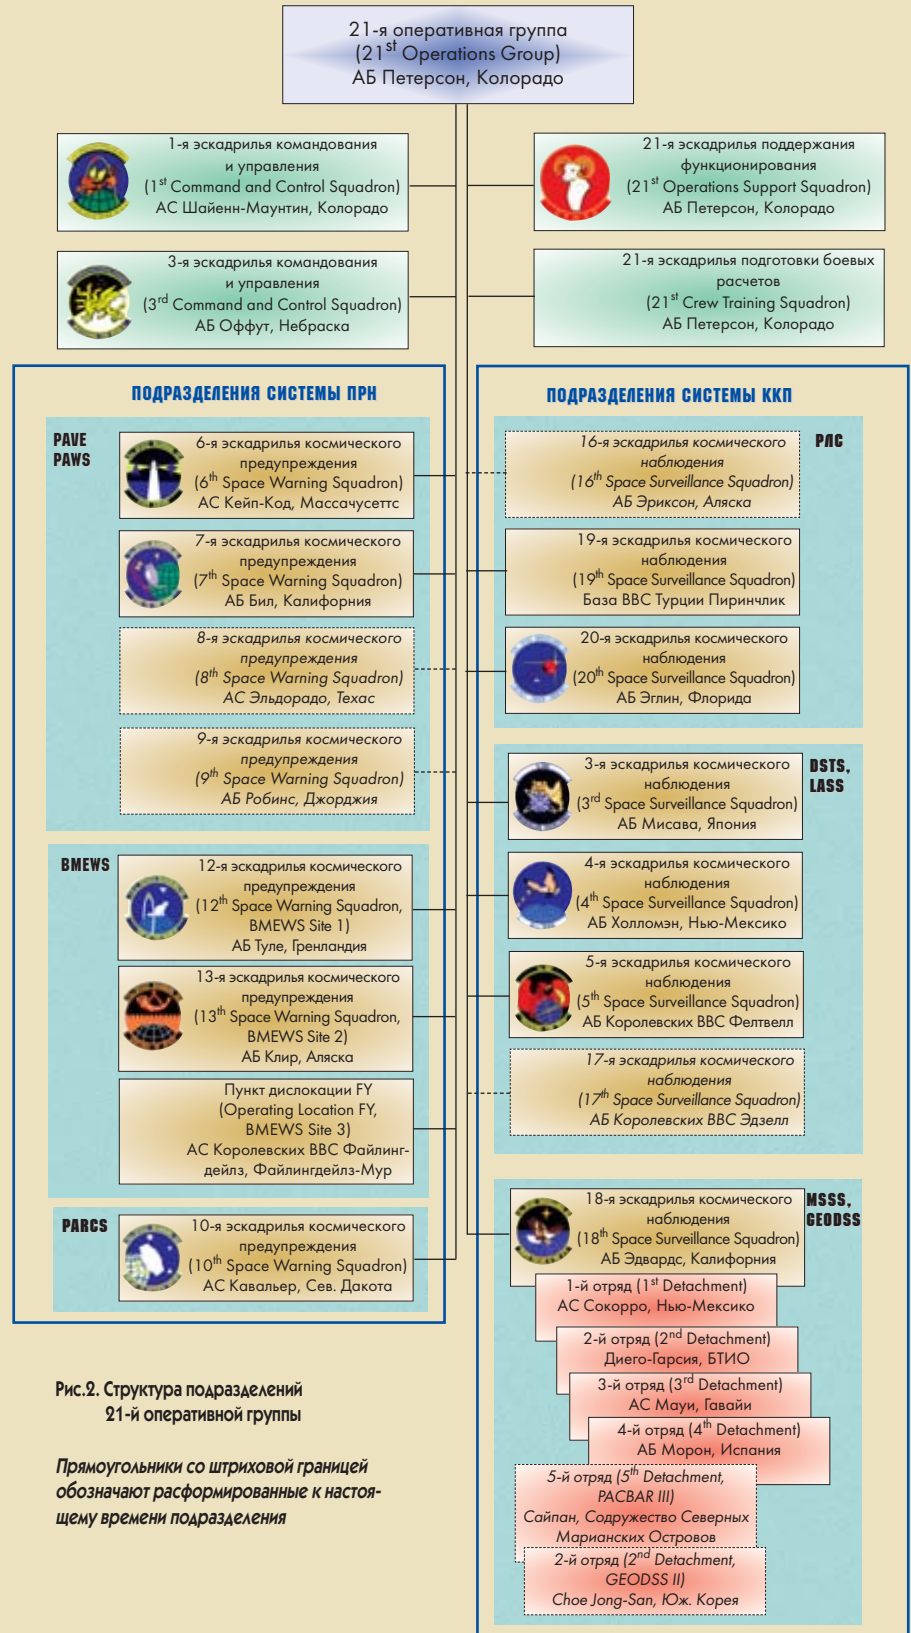 21-я оперативная группа
(21st Operations Group)
АБ Петерсон, Колорадо
1-я эскадрилья командования
и управления
(1st Command and Control Squadron)
АС Шайенн-Маунтин, Колорадо
21-я эскадрилья поддержания
функционирования
(21st Operations Support Squadron)
АБ Петерсон, Колорадо
3-я эскадрилья командования
и управления
(3rd Command and Control Squadron)
АБ Оффут, Небраска
21-я эскадрилья подготовки боевых
расчетов
(21st Crew Training Squadron)
АБ Петерсон, Колорадо
ПОДРАЗДЕЛЕНИЯ СИСТЕМЫ ПРН
PAVE
PAWS
6-я эскадрилья космического
предупреждения
(6th Space Warning Squadron)
АС Кейп-Код, Массачусеттс
7-я эскадрилья космического
предупреждения
(7th Space Warning Squadron)
АБ Бил, Калифорния
8-я эскадрилья космического
предупреждения
(8th Space Warning Squadron)
АС Эльдорадо, Техас
9-я эскадрилья космического
предупреждения
(9th Space Warning Squadron)
АБ Робинс, Джорджия
BMEWS
12-я эскадрилья космического
предупреждения
(12th Space Warning Squadron,
BMEWS Site 1)
АБ Туле, Гренландия
13-я эскадрилья космического
предупреждения
(13th Space Warning Squadron,
BMEWS Site 2)
АБ Клир, Аляска
Пункт дислокации FY
(Operating Location FY,
BMEWS Site 3)
АС Королевских ВВС Файлинг-
дейлз, Файлингдейлз-Мур
PARCS
10-я эскадрилья космического
предупреждения
(10th Space Warning Squadron)
АС Кавальер, Сев. Дакота
ПОДРАЗДЕЛЕНИЯ СИСТЕМЫ ККП
РЛС
16-я эскадрилья космического
наблюдения
(16th Space Surveillance Squadron)
АБ Эриксон, Аляска
19-я эскадрилья космического
наблюдения
(19th Space Surveillance Squadron)
База ВВС Турции Пиринчлик
20-я эскадрилья космического
наблюдения
(20th Space Surveillance Squadron)
АБ Эглин, Флорида
DSTS,
LASS
3-я эскадрилья космического
наблюдения
(3rd Space Surveillance Squadron)
АБ Мисава, Япония
4-я эскадрилья космического
наблюдения
(4th Space Surveillance Squadron)
АБ Холломэн, Нью-Мексико
5-я эскадрилья космического
наблюдения
(5th Space Surveillance Squadron)
АБ Королевских ВВС Фелтвелл
17-я эскадрилья космического
наблюдения
(17th Space Surveillance Squadron)
АБ Королевских ВВС Эдзелл
MSSS,
GEODSS
18-я эскадрилья космического
наблюдения
(18th Space Surveillance Squadron)
АБ Эдвардс, Калифорния
1-й отряд (1st Detachment)
АС Сокорро, Нью-Мексико
2-й отряд (2nd Detachment)
Диего-Гарсия, БТИО
3-й отряд (3rd Detachment)
АС Мауи, Гавайи
4-й отряд (4th Detachment)
АБ Морон, Испания
5-й отряд (5th Detachment,
PACBAR III)
Сайпан, Содружество Северных
Марианских Островов
2-й отряд (2nd Detachment,
GEODSS II)
Choe Jong-San, Юж. Корея
Рис.2. Структура подразделений
21-й оперативной группы
Прямоугольники со штриховой границей
обозначают расформированные к настоя-
щему времени подразделения